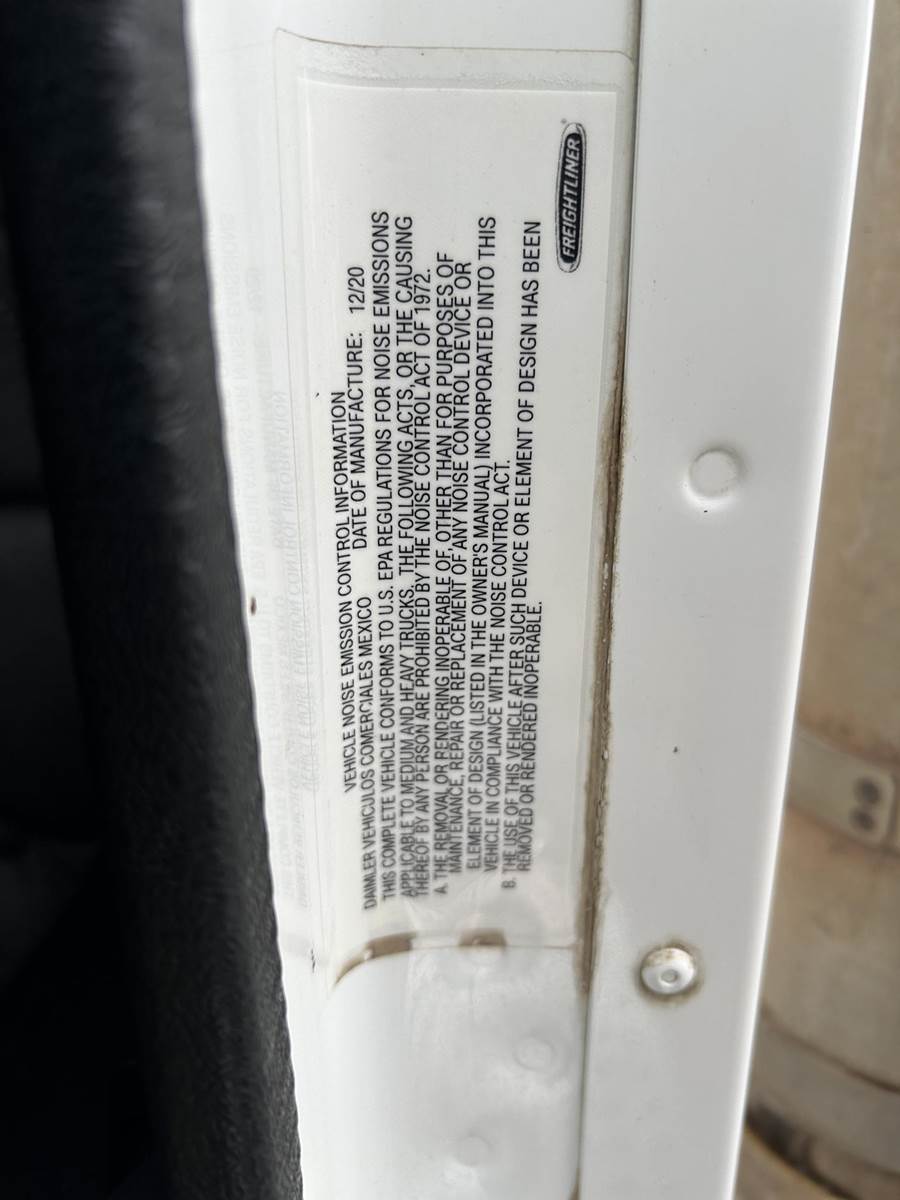 VEHICLE NOISE EMISSION CONTROL INFORMATION
DAIMLER VEHICULOS COMERCIALES MEXICO DATE OF MANUFACTURE: 12/20
THIS COMPLETE VEHICLE CONFORMS TO U.S. EPA REGULATIONS FOR NOISE EMISSIONS
APPLICABLE TO MEDIUM AND HEAVY TRUCKS. THE FOLLOWING ACTS, OR THE CAUSING
THEREOF BY ANY PERSON ARE PROHIBITED BY THE NOISE CONTROL ACT OF 1972.
A. THE REMOVAL OR RENDERING INOPERABLE OF, OTHER THAN FOR PURPOSES OF
MAINTENANCE, REPAIR OR REPLACEMENT OF ANY NOISE CONTROL DEVICE OR
ELEMENT OF DESIGN (LISTED IN THE OWNER'S MANUAL) INCORPORATED INTO THIS
VEHICLE IN COMPLIANCE WITH THE NOISE CONTROL ACT.
B. THE USE OF THIS VEHICLE AFTER SUCH DEVICE OR ELEMENT OF DESIGN HAS BEEN
REMOVED OR RENDERED INOPERABLE.
FREIGHTLINER